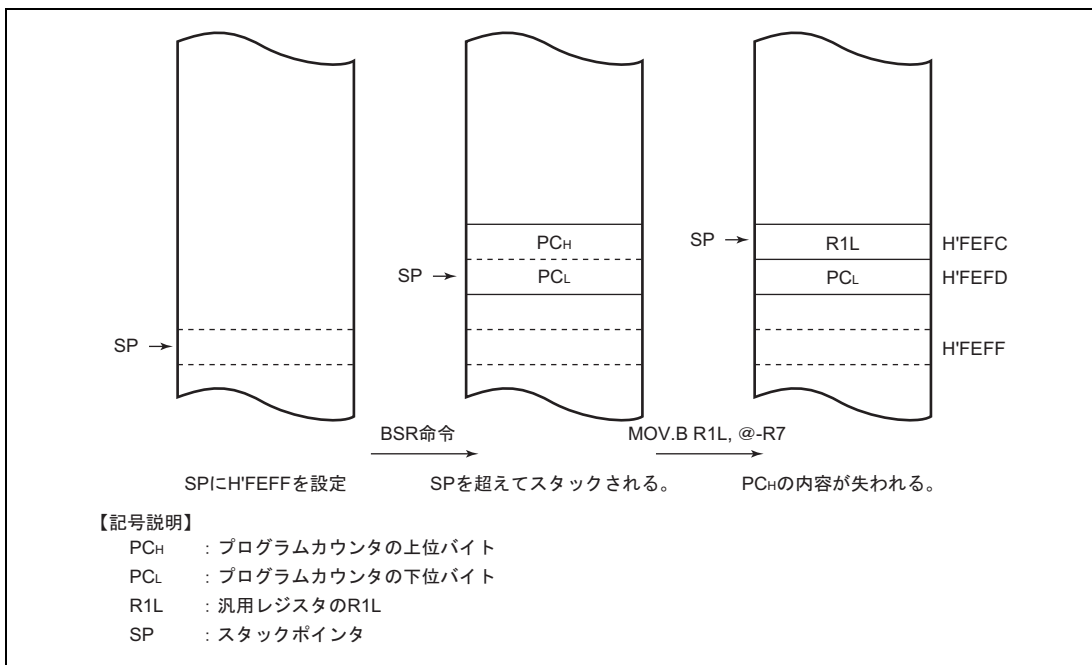 PCH
SP → R1L H'FEFC
SP → PCL PCL H'FEFD
SP → H'FEFF
BSR命令 MOV.B R1L, @-R7
SPにH'FEFFを設定 SPを超えてスタックされる。 PCHの内容が失われる。
【記号説明】
PCH : プログラムカウンタの上位バイト
PCL : プログラムカウンタの下位バイト
R1L : 汎用レジスタのR1L
SP : スタックポインタ